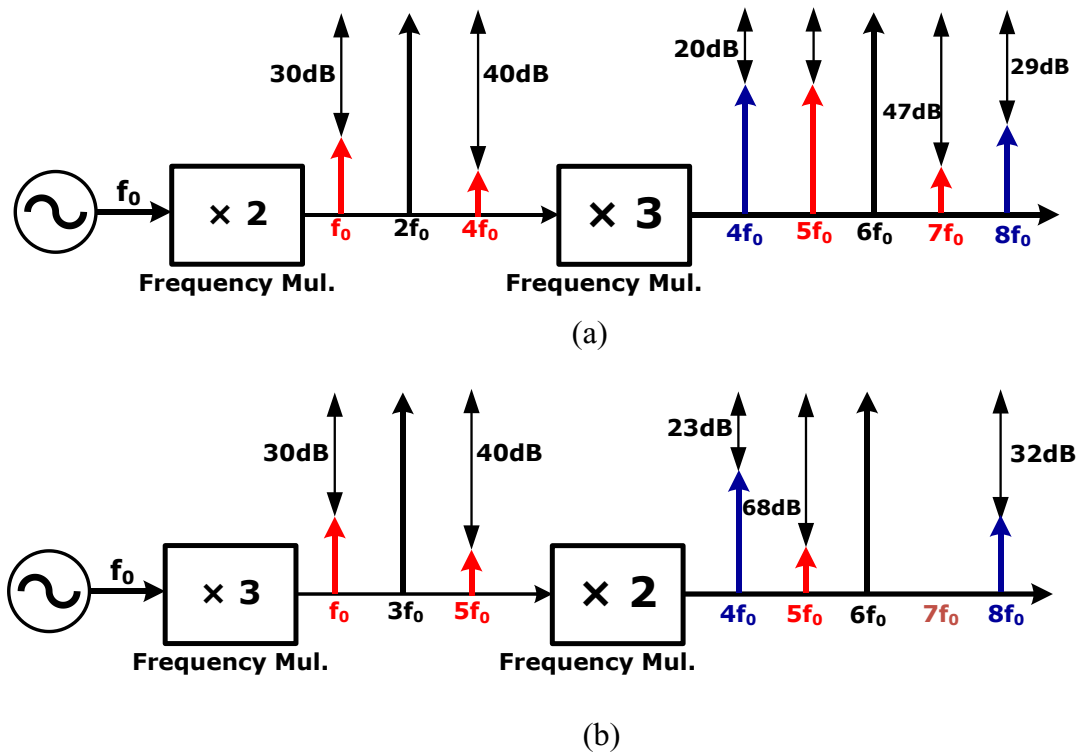 30dB
40dB
20dB
47dB
29dB
f₀
× 2
× 3
f₀ 2f₀ 4f₀
4f₀ 5f₀ 6f₀ 7f₀ 8f₀
Frequency Mul.
Frequency Mul.
(a)
30dB
40dB
23dB
68dB
32dB
f₀
× 3
× 2
f₀ 3f₀ 5f₀
4f₀ 5f₀ 6f₀ 7f₀ 8f₀
Frequency Mul.
Frequency Mul.
(b)